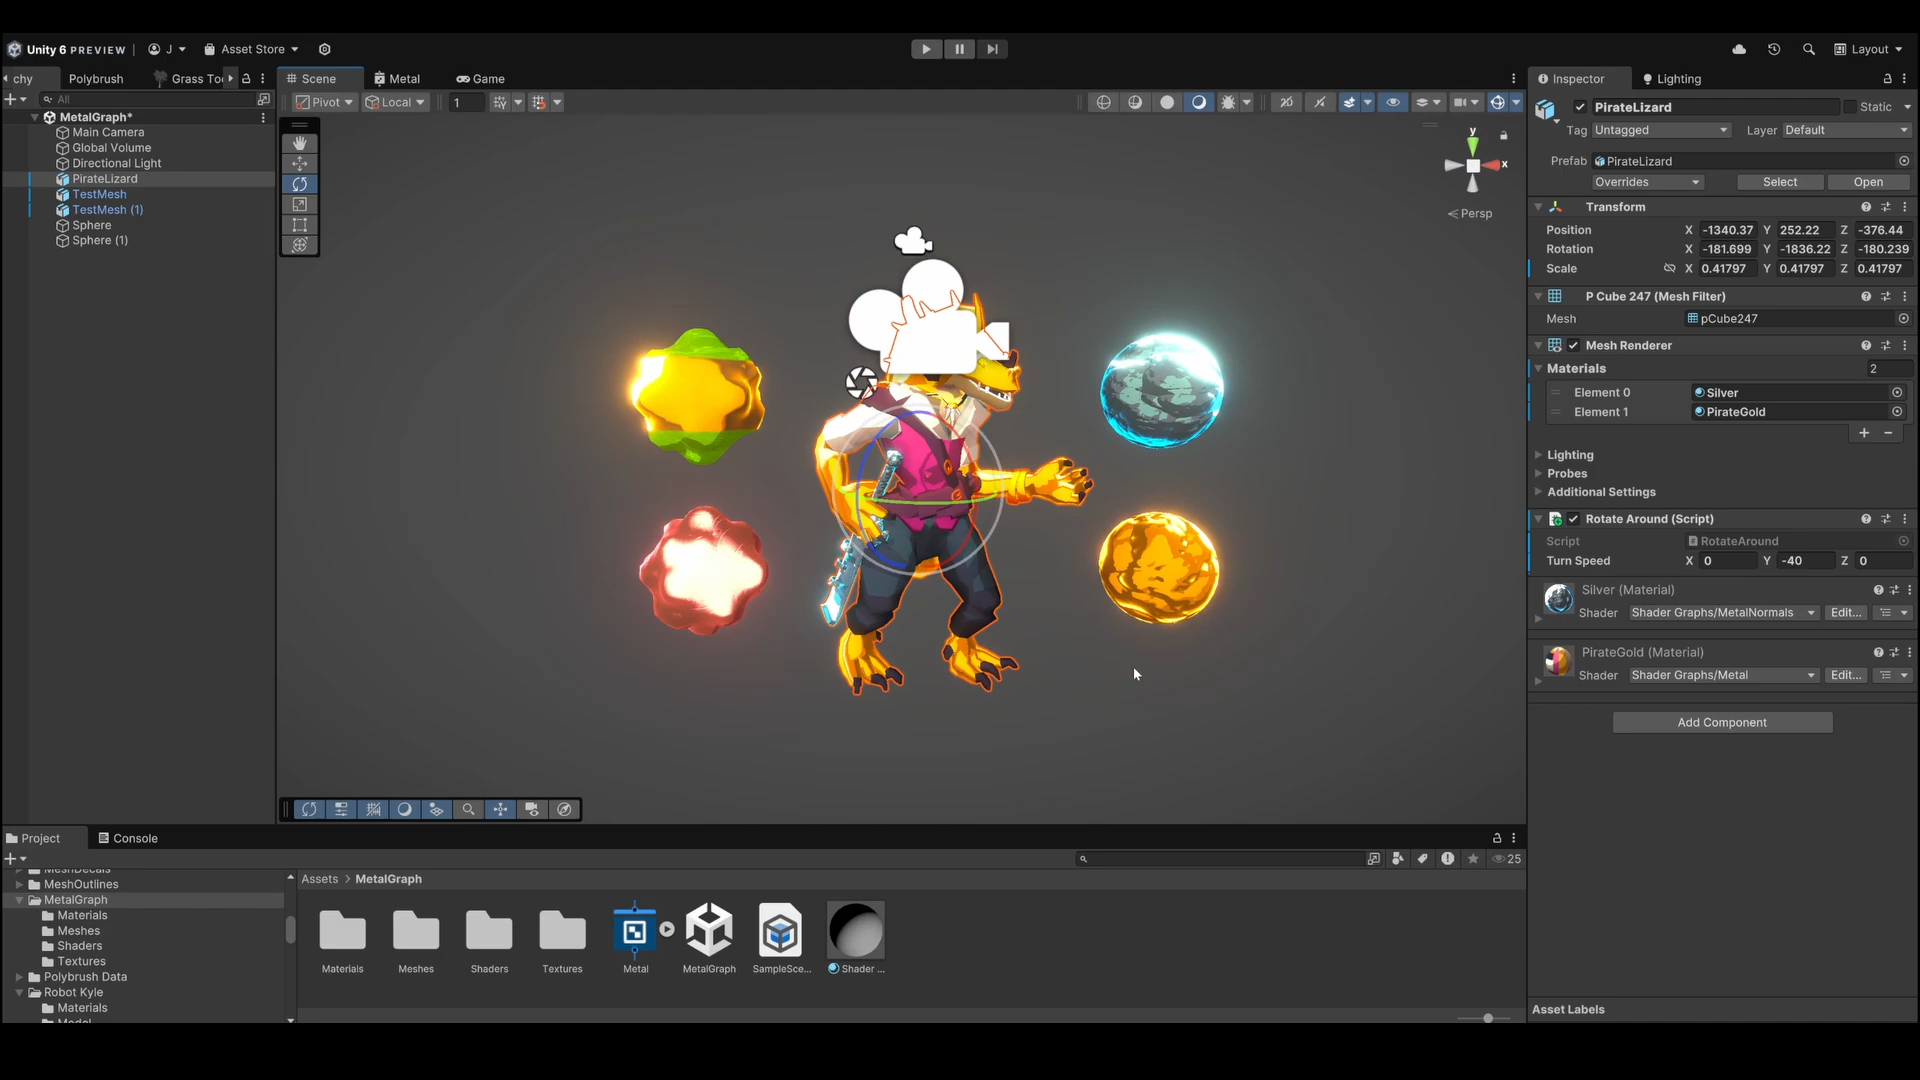 Unity 6 PREVIEW
J
Asset Store
Layout
chy
Polybrush
Grass Too
Scene
Metal
Game
Inspector
Lighting
All
Pivot
Local
1
PirateLizard
Static
MetalGraph*
Main Camera
Global Volume
Directional Light
PirateLizard
TestMesh
TestMesh (1)
Sphere
Sphere (1)
y
x
Persp
Tag Untagged Layer Default
Prefab PirateLizard
Overrides Select Open
Transform
Position X -1340.37 Y 252.22 Z -376.44
Rotation X -181.699 Y -1836.22 Z -180.239
Scale X 0.41797 Y 0.41797 Z 0.41797
P Cube 247 (Mesh Filter)
Mesh pCube247
Mesh Renderer
Materials 2
Element 0 Silver
Element 1 PirateGold
Lighting
Probes
Additional Settings
Rotate Around (Script)
Script RotateAround
Turn Speed X 0 Y -40 Z 0
Silver (Material)
Shader Shader Graphs/MetalNormals Edit...
PirateGold (Material)
Shader Shader Graphs/Metal Edit...
Add Component
Project
Console
25
MeshDecals
MeshOutlines
MetalGraph
Materials
Meshes
Shaders
Textures
Polybrush Data
Robot Kyle
Materials
Assets > MetalGraph
Materials
Meshes
Shaders
Textures
Metal
MetalGraph
SampleSce...
Shader ...
Asset Labels